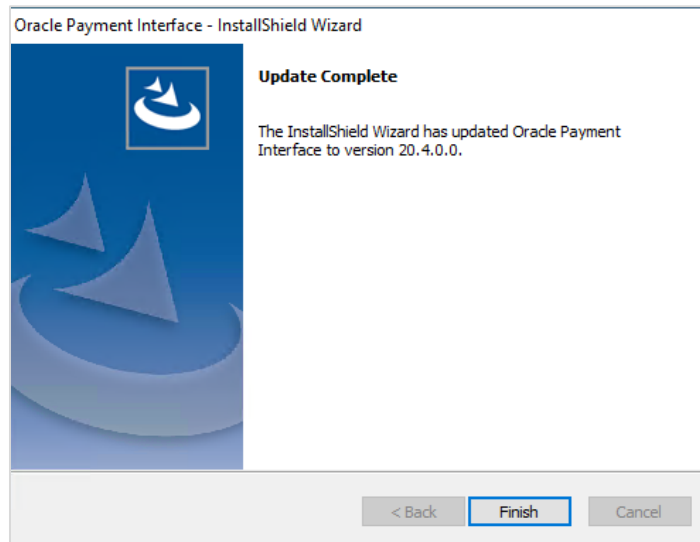 Oracle Payment Interface - InstallShield Wizard
Update Complete
The InstallShield Wizard has updated Oracle Payment
Interface to version 20.4.0.0.
< Back
Finish
Cancel